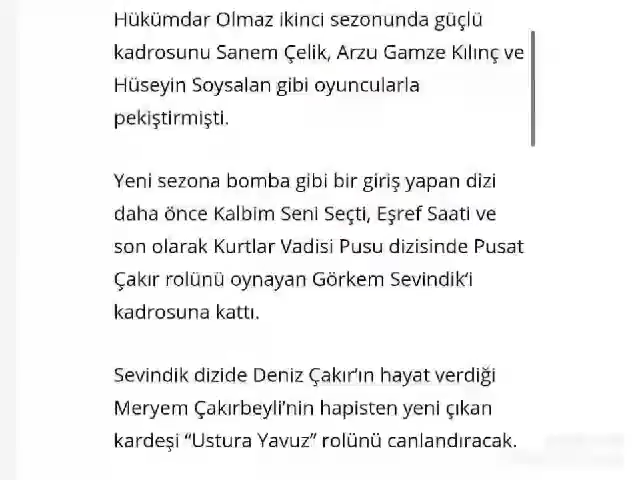 Hükümdar Olmaz ikinci sezonunda güçlü
kadrosunu Sanem Çelik, Arzu Gamze Kılınç ve
Hüseyin Soysalan gibi oyuncularla
pekiştirmişti.
Yeni sezona bomba gibi bir giriş yapan dizi
daha önce Kalbim Seni Seçti, Eşref Saati ve
son olarak Kurtlar Vadisi Pusu dizisinde Pusat
Çakır rolünü oynayan Görkem Sevindik’i
kadrosuna kattı.
Sevindik dizide Deniz Çakır’ın hayat verdiği
Meryem Çakırbeyli’nin hapisten yeni çıkan
kardeşi “Ustura Yavuz” rolünü canlandıracak.